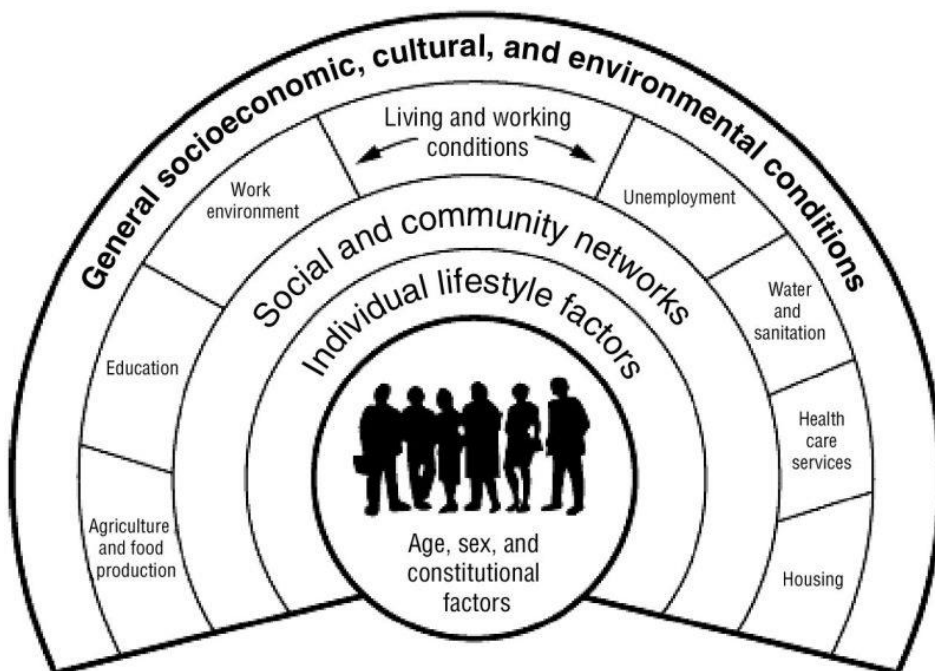 General socioeconomic, cultural, and environmental conditions
Living and working
conditions
Work
environment
Unemployment
Social and community networks
Individual lifestyle factors
Education
Water
and
sanitation
Agriculture
and food
production
Health
care
services
Housing
Age, sex, and
constitutional
factors